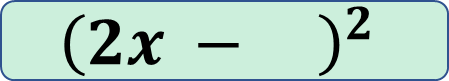 (2x −   )²